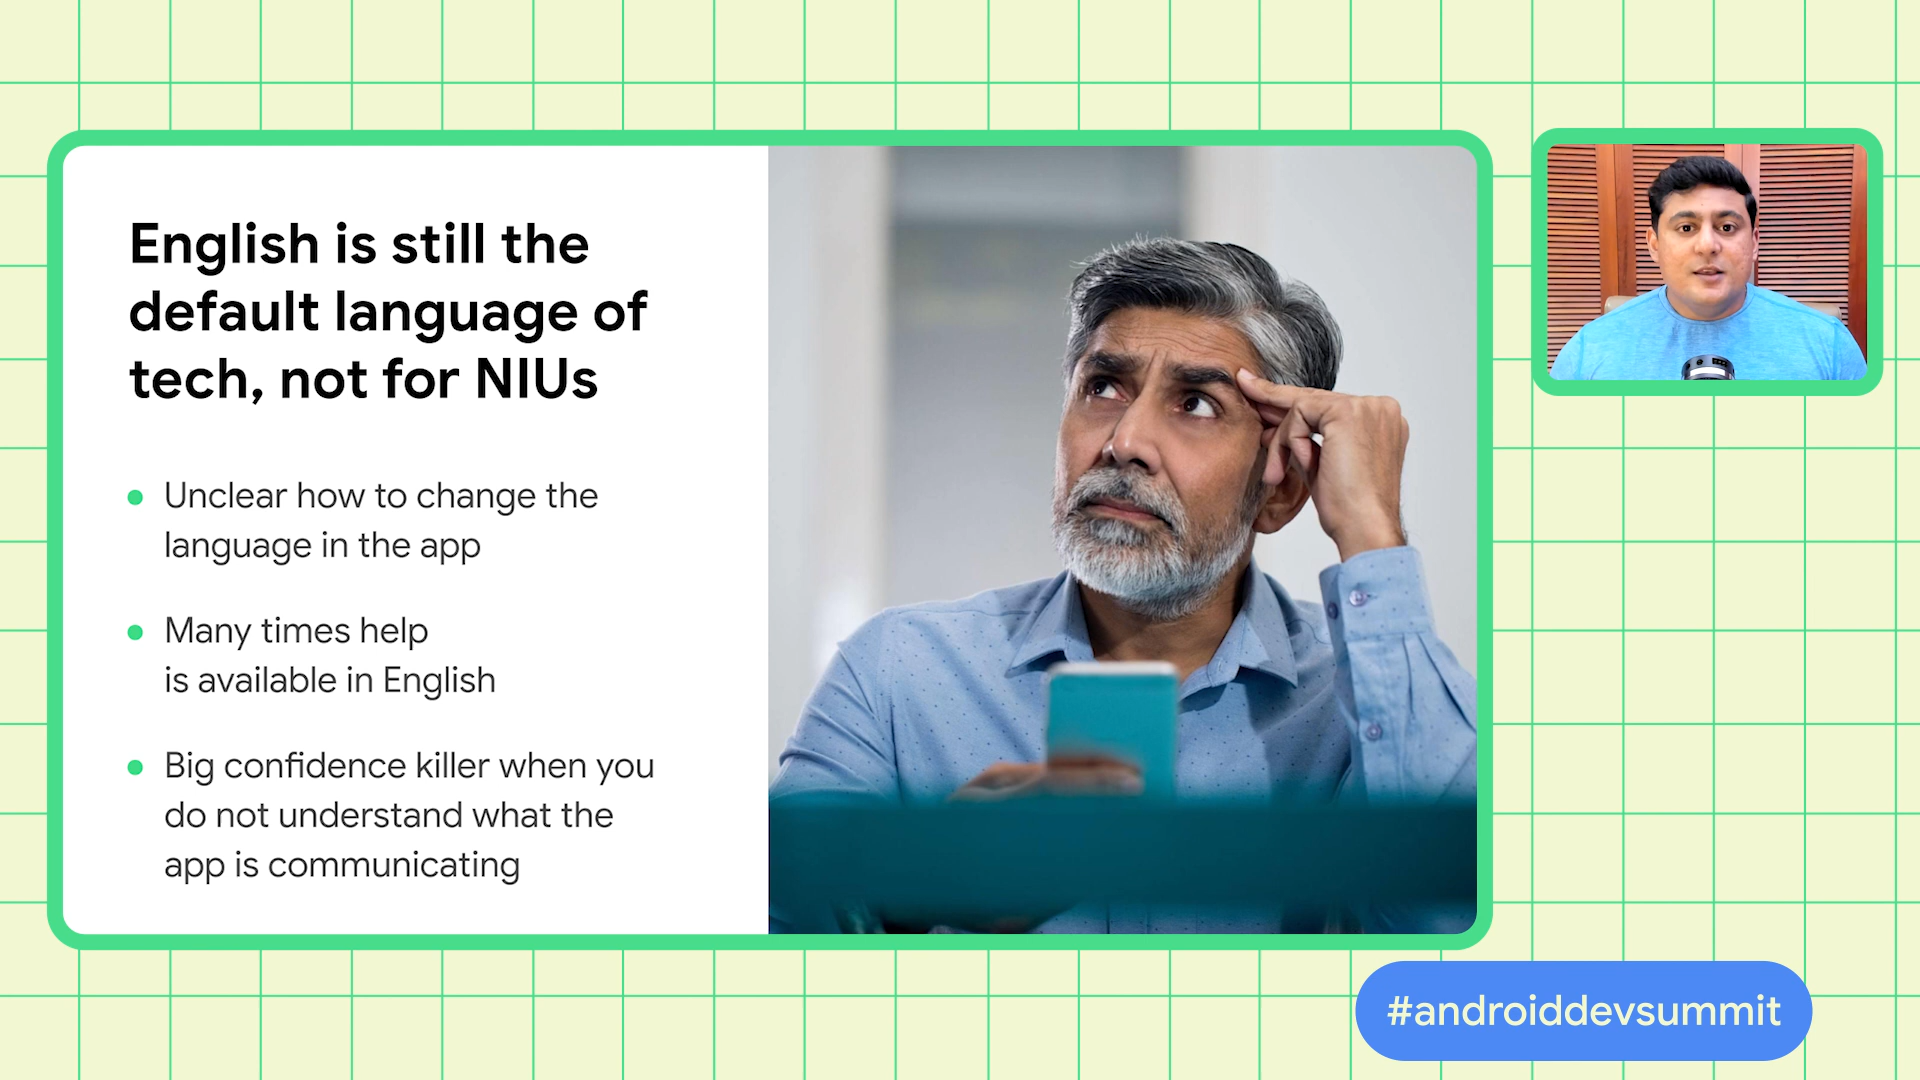 English is still the
default language of
tech, not for NIUs
Unclear how to change the
language in the app
Many times help
is available in English
Big confidence killer when you
do not understand what the
app is communicating
#androiddevsummit